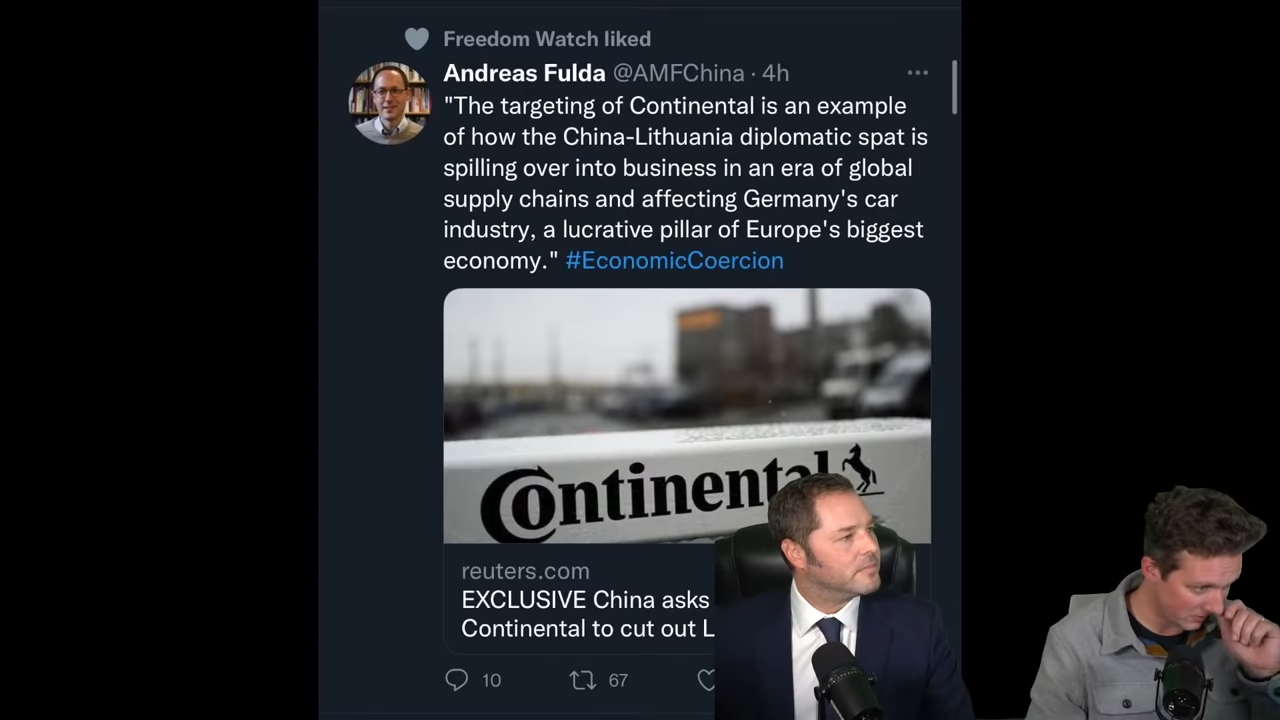 Freedom Watch liked
Andreas Fulda @AMFChina · 4h
"The targeting of Continental is an example
of how the China-Lithuania diplomatic spat is
spilling over into business in an era of global
supply chains and affecting Germany's car
industry, a lucrative pillar of Europe's biggest
economy." #EconomicCoercion
Continental
reuters.com
EXCLUSIVE China asks
Continental to cut out L
10 67